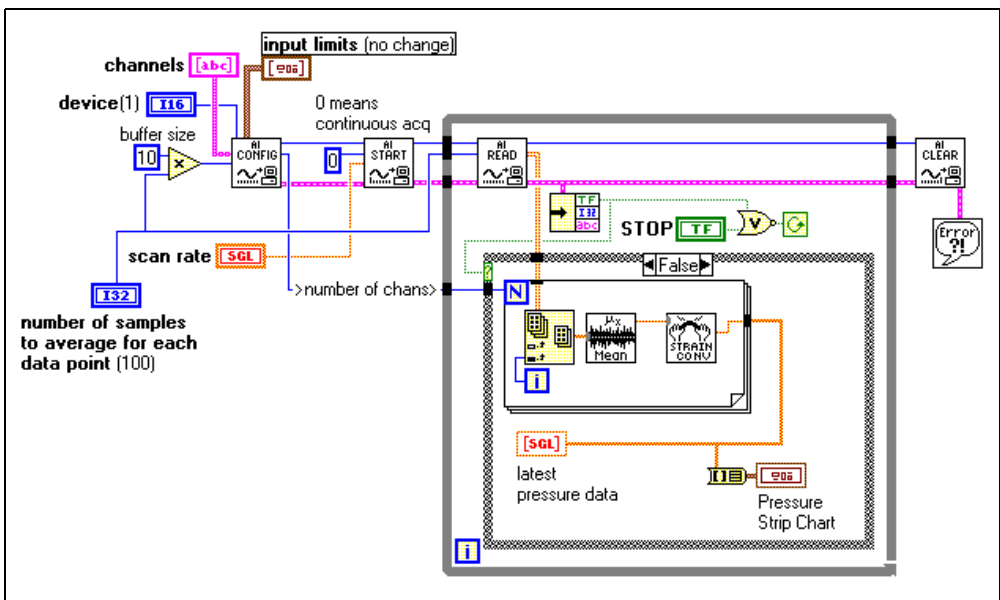 input limits (no change)
channels [abc]
device(1) I16
0 means
continuous acq
buffer size
10
x
AI
CONFIG
0
AI
START
AI
READ
AI
CLEAR
TF
I32
abc
STOP TF
V
Error
?!
scan rate SGL
?
False
>number of chans>
N
I32
number of samples
to average for each
data point (100)
μx
Mean
STRAIN
CONV
i
[SGL]
latest
pressure data
Pressure
Strip Chart
i